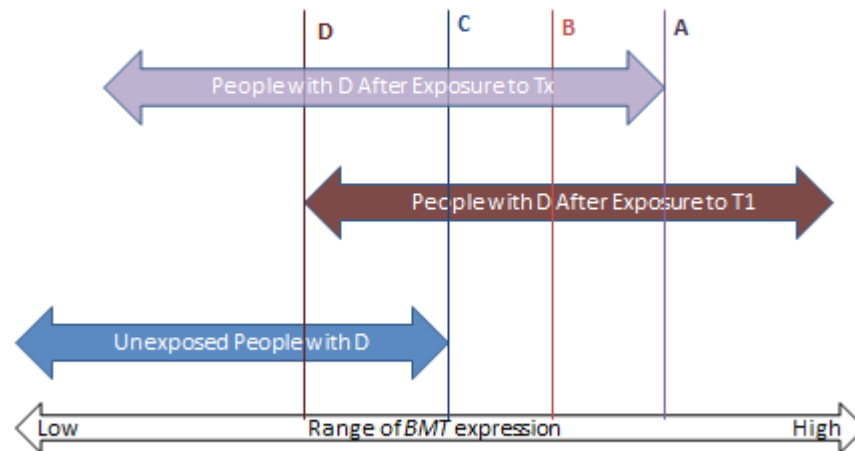 D C B A
People with D After Exposure to Tx
People with D After Exposure to T1
Unexposed People with D
Low Range of BMT expression High